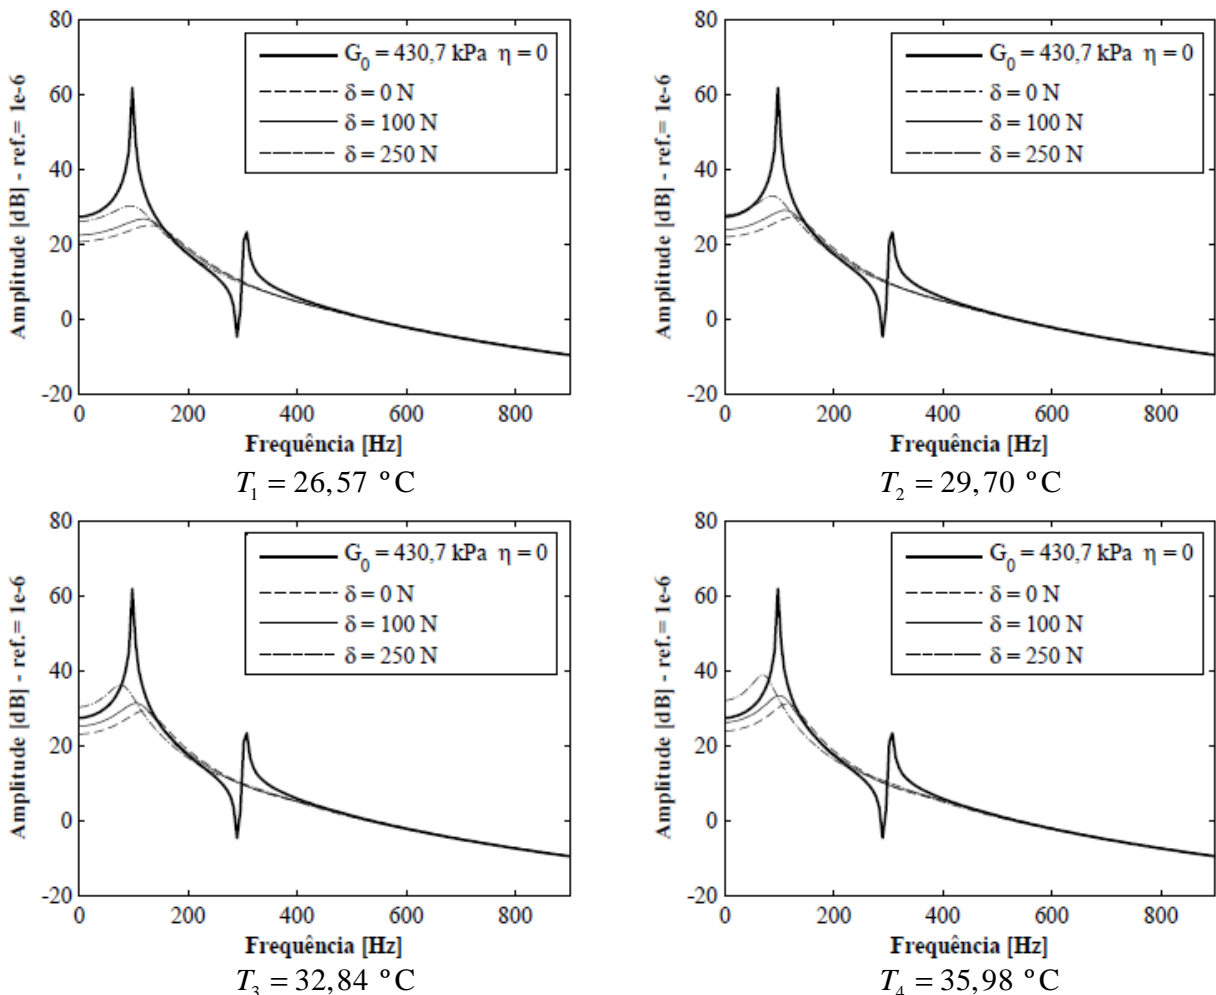 80
60
40
20
0
-20
Amplitude [dB] - ref.= 1e-6
G₀ = 430,7 kPa η = 0
δ = 0 N
δ = 100 N
δ = 250 N
0 200 400 600 800
Frequência [Hz]
T₁ = 26,57 ºC
80
60
40
20
0
-20
Amplitude [dB] - ref.= 1e-6
G₀ = 430,7 kPa η = 0
δ = 0 N
δ = 100 N
δ = 250 N
0 200 400 600 800
Frequência [Hz]
T₂ = 29,70 ºC
80
60
40
20
0
-20
Amplitude [dB] - ref.= 1e-6
G₀ = 430,7 kPa η = 0
δ = 0 N
δ = 100 N
δ = 250 N
0 200 400 600 800
Frequência [Hz]
T₃ = 32,84 ºC
80
60
40
20
0
-20
Amplitude [dB] - ref.= 1e-6
G₀ = 430,7 kPa η = 0
δ = 0 N
δ = 100 N
δ = 250 N
0 200 400 600 800
Frequência [Hz]
T₄ = 35,98 ºC